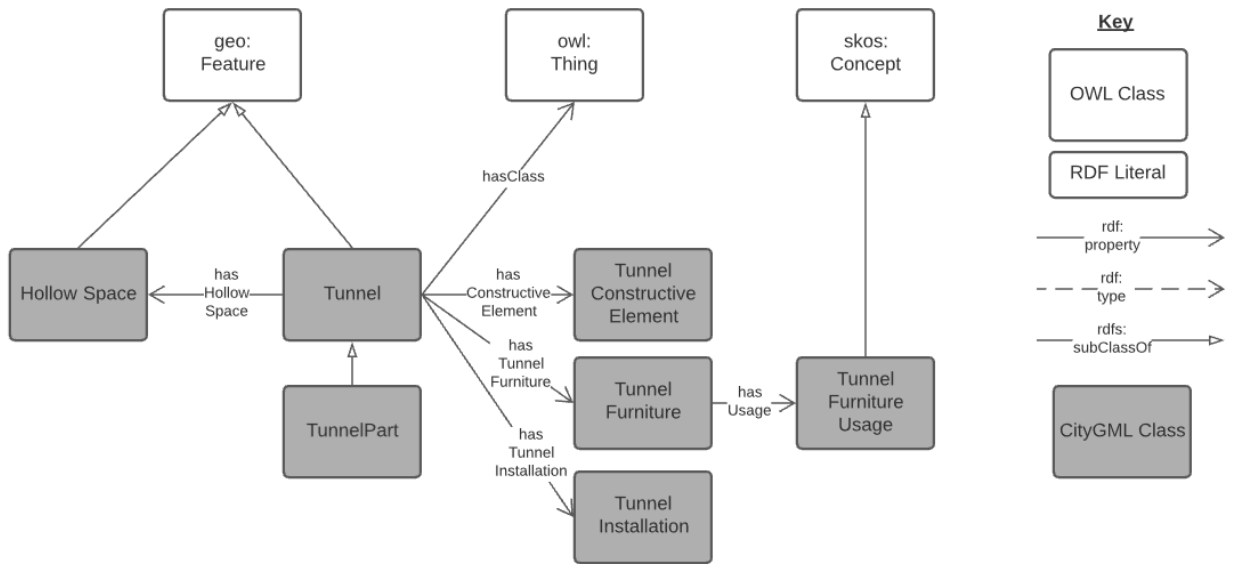 geo:
Feature
owl:
Thing
skos:
Concept
Key
OWL Class
RDF Literal
hasClass
rdf:
property
Hollow Space
has
Hollow
Space
Tunnel
has
Constructive
Element
Tunnel
Constructive
Element
rdf:
type
rdfs:
subClassOf
has
Tunnel
Furniture
Tunnel
Furniture
has
Usage
Tunnel
Furniture
Usage
TunnelPart
CityGML Class
has
Tunnel
Installation
Tunnel
Installation